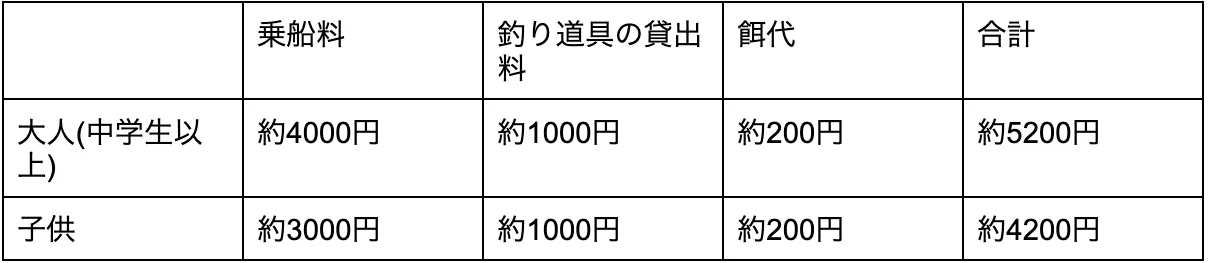 乗船料 釣り道具の貸出 餌代 合計
料
大人(中学生以 約4000円 約1000円 約200円 約5200円
上)
子供 約3000円 約1000円 約200円 約4200円